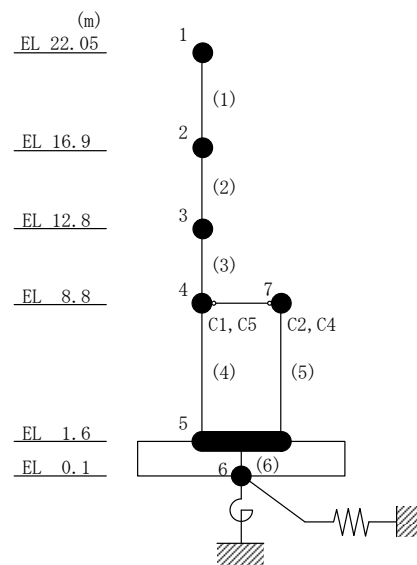 (m)
EL 22.05
1
(1)
EL 16.9
2
(2)
EL 12.8
3
(3)
EL 8.8
4
7
C1, C5
C2, C4
(4)
(5)
EL 1.6
5
EL 0.1
6
(6)